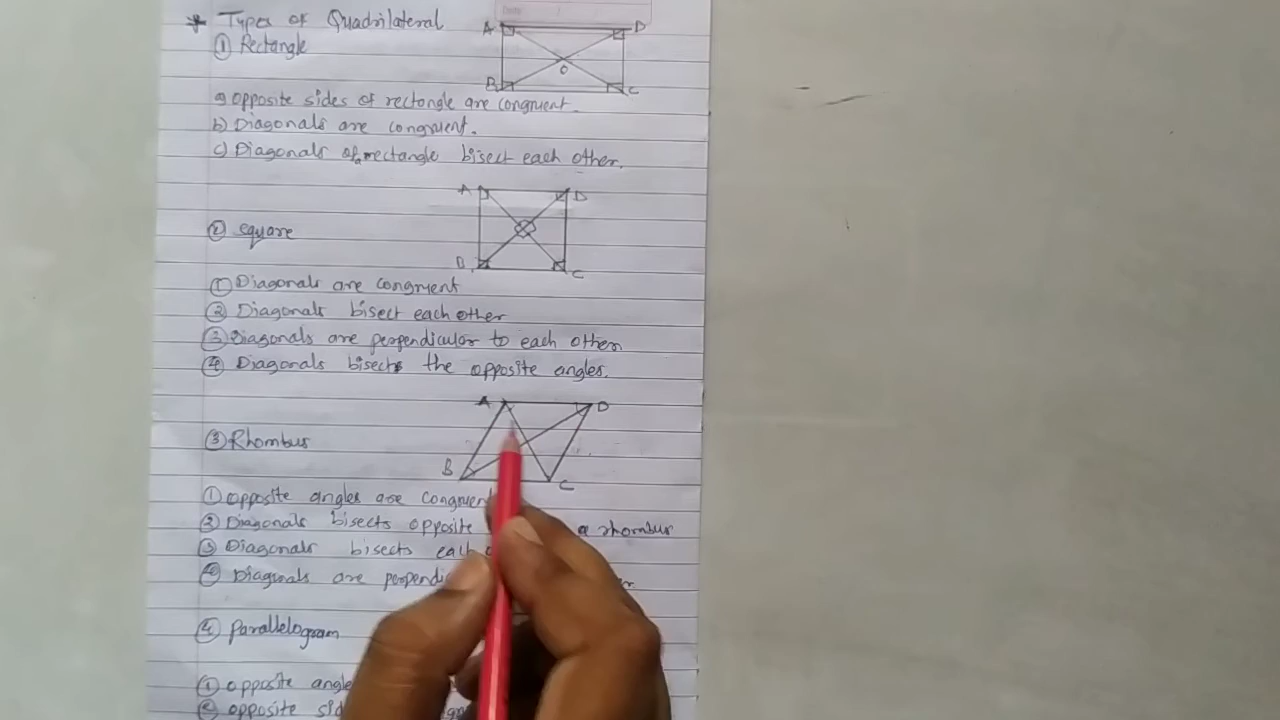 * Types of Quadrilateral
① Rectangle
A D
O
B C
a) opposite sides of rectangle are congruent.
b) Diagonals are congruent.
c) Diagonals of a rectangle bisect each other.
A D
② square
B C
① Diagonals are congruent
② Diagonals bisect each other
③ Diagonals are perpendicular to each other
④ Diagonals bisects the opposite angles.
A D
③ Rhombus
B C
① opposite angles are congruent
② Diagonals bisects opposite a rhombus
③ Diagonals bisects each
④ Diagonals are
④ Parallelogram
① opposite
② opposite